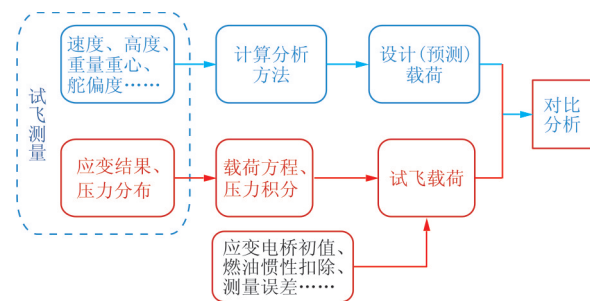 试飞测量
速度、高度、
重量重心、
舵偏度……
计算分析
方法
设计(预测)
载荷
对比
分析
应变结果、
压力分布
载荷方程、
压力积分
试飞载荷
应变电桥初值、
燃油惯性扣除、
测量误差……